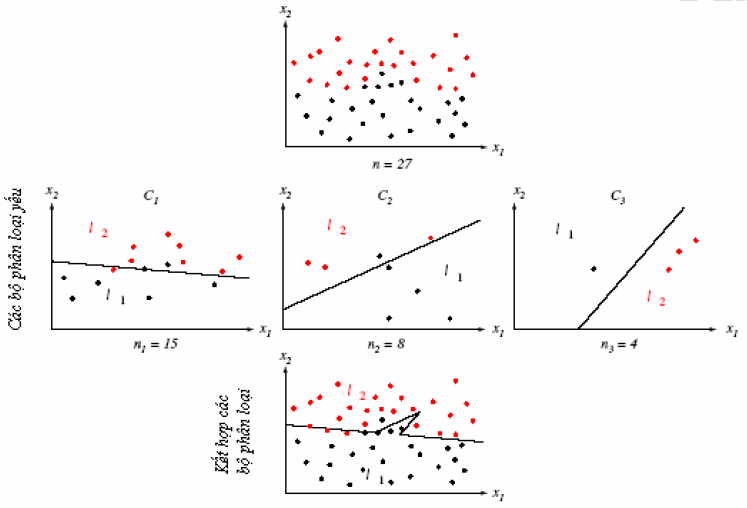 x2
x1
n = 27
Các bộ phân loại yếu
x2
C1
l 2
l 1
x1
n1 = 15
x2
C2
l 2
l 1
x1
n2 = 8
x2
C3
l 1
l 2
x1
n3 = 4
Kết hợp các
bộ phân loại
x2
l 2
l 1
x1